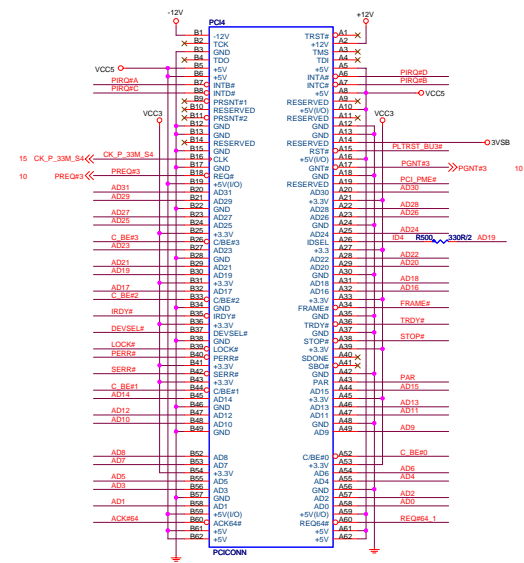 -12V +12V
PCI4
B1 -12V TRST# A1
B2 TCK +12V A2
B3 GND TMS A3
B4 TDO TDI A4
VCC5 B5 +5V +5V A5
B6 +5V INTA# A6 PIRQ#D
PIRQ#A B7 INTB# INTC# A7 PIRQ#B
PIRQ#C B8 INTD# +5V A8 VCC5
B9 PRSNT#1 RESERVED A9
B10 RESERVED +5V(I/O) A10
VCC3 B11 PRSNT#2 RESERVED A11 VCC3
B12 GND GND A12
B13 GND GND A13
B14 RESERVED RESERVED A14 3VSB
B15 GND RST# A15 PLTRST_BU3#
15 CK_P_33M_S4 CK_P_33M_S4 B16 CLK +5V(I/O) A16
B17 GND GNT# A17 PGNT#3 PGNT#3 10
10 PREQ#3 PREQ#3 B18 REQ# GND A18
B19 +5V(I/O) RESERVED A19 PCI_PME#
AD31 B20 AD31 AD30 A20 AD30
AD29 B21 AD29 +3.3V A21
B22 GND AD28 A22 AD28
AD27 B23 AD27 AD26 A23 AD26
AD25 B24 AD25 GND A24
B25 +3.3V AD24 A25 AD24
C_BE#3 B26 C/BE#3 IDSEL A26 ID4 R500 330R/2 AD19
AD23 B27 AD23 +3.3 A27
B28 GND AD22 A28 AD22
AD21 B29 AD21 AD20 A29 AD20
AD19 B30 AD19 GND A30
B31 +3.3V AD18 A31 AD18
AD17 B32 AD17 AD16 A32 AD16
C_BE#2 B33 C/BE#2 +3.3V A33
B34 GND FRAME# A34 FRAME#
IRDY# B35 IRDY# GND A35
B36 +3.3V TRDY# A36 TRDY#
DEVSEL# B37 DEVSEL# GND A37
B38 GND STOP# A38 STOP#
LOCK# B39 LOCK# +3.3V A39
PERR# B40 PERR# SDONE A40
B41 +3.3V SBO# A41
SERR# B42 SERR# GND A42
B43 +3.3V PAR A43 PAR
C_BE#1 B44 C/BE#1 AD15 A44 AD15
AD14 B45 AD14 +3.3V A45
B46 GND AD13 A46 AD13
AD12 B47 AD12 AD11 A47 AD11
AD10 B48 AD10 GND A48
B49 GND AD9 A49 AD9
AD8 B52 AD8 C/BE#0 A52 C_BE#0
AD7 B53 AD7 +3.3V A53
B54 +3.3V AD6 A54 AD6
AD5 B55 AD5 AD4 A55 AD4
AD3 B56 AD3 GND A56
B57 GND AD2 A57 AD2
AD1 B58 AD1 AD0 A58 AD0
B59 +5V(I/O) +5V(I/O) A59
ACK#64 B60 ACK64# REQ64# A60 REQ#64_1
B61 +5V +5V A61
B62 +5V +5V A62
PCICONN